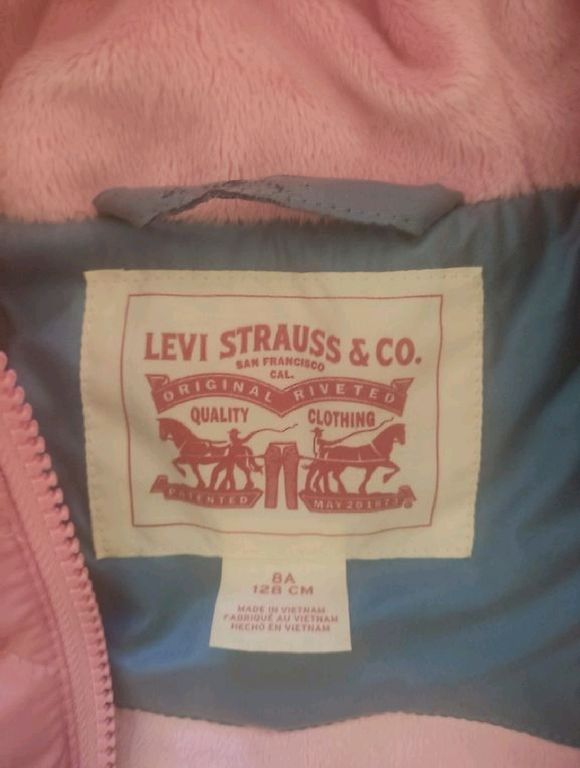 LEVI STRAUSS & CO.
SAN FRANCISCO
CAL.
ORIGINAL RIVETED
QUALITY CLOTHING
PATENTED MAY 20 1873 ®
8A
128 CM
MADE IN VIETNAM
FABRIQUÉ AU VIETNAM
HECHO EN VIETNAM